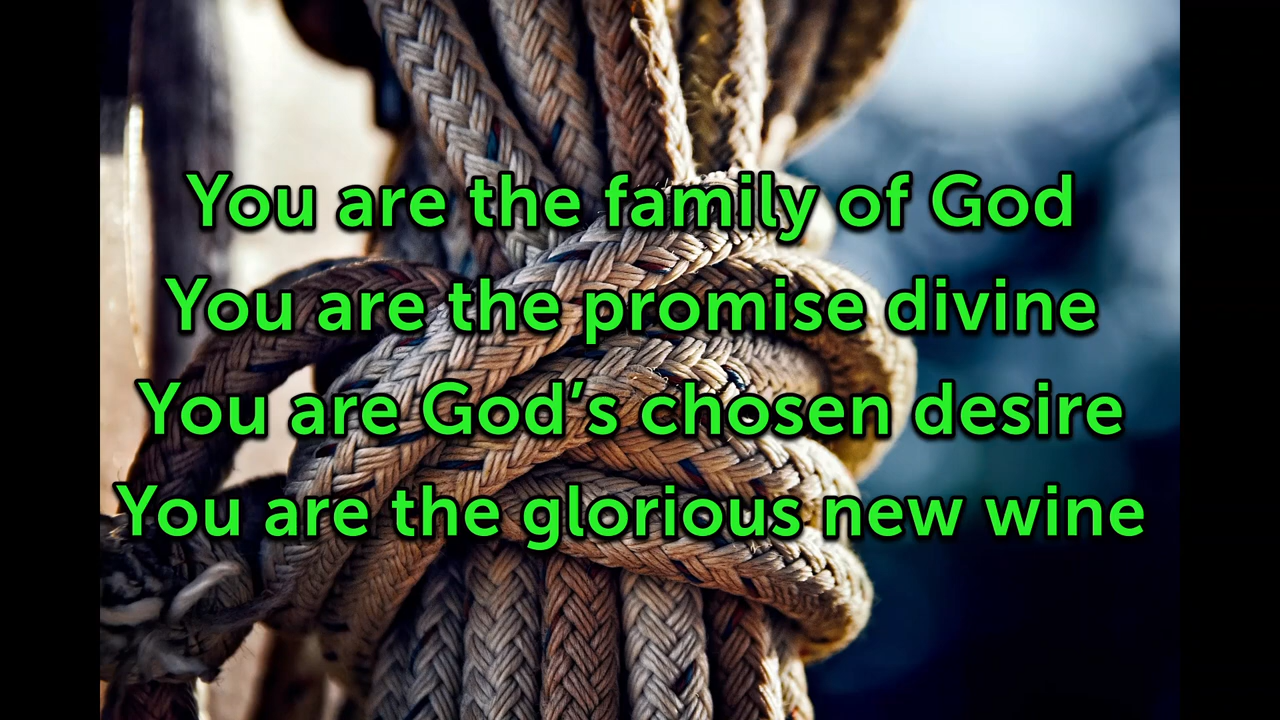 You are the family of God
You are the promise divine
You are God’s chosen desire
You are the glorious new wine